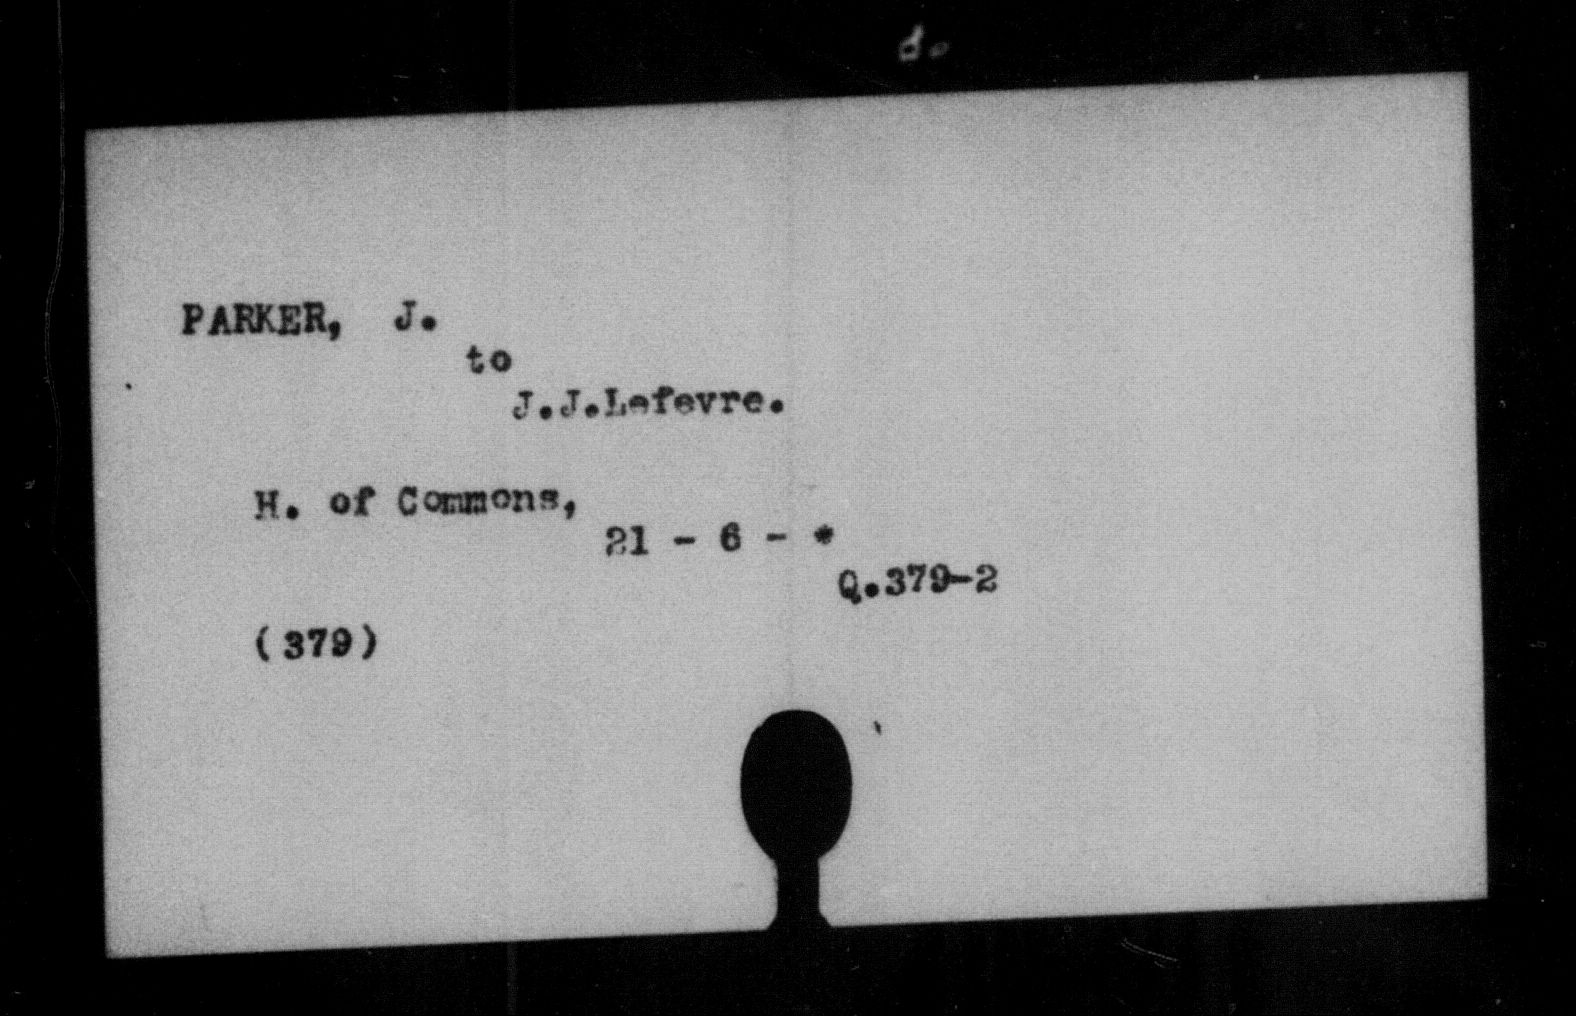 PARKER, J.
to
J.J.Lefevre.
H. of Commons,
21 - 6 - *
Q.379-2
(379)